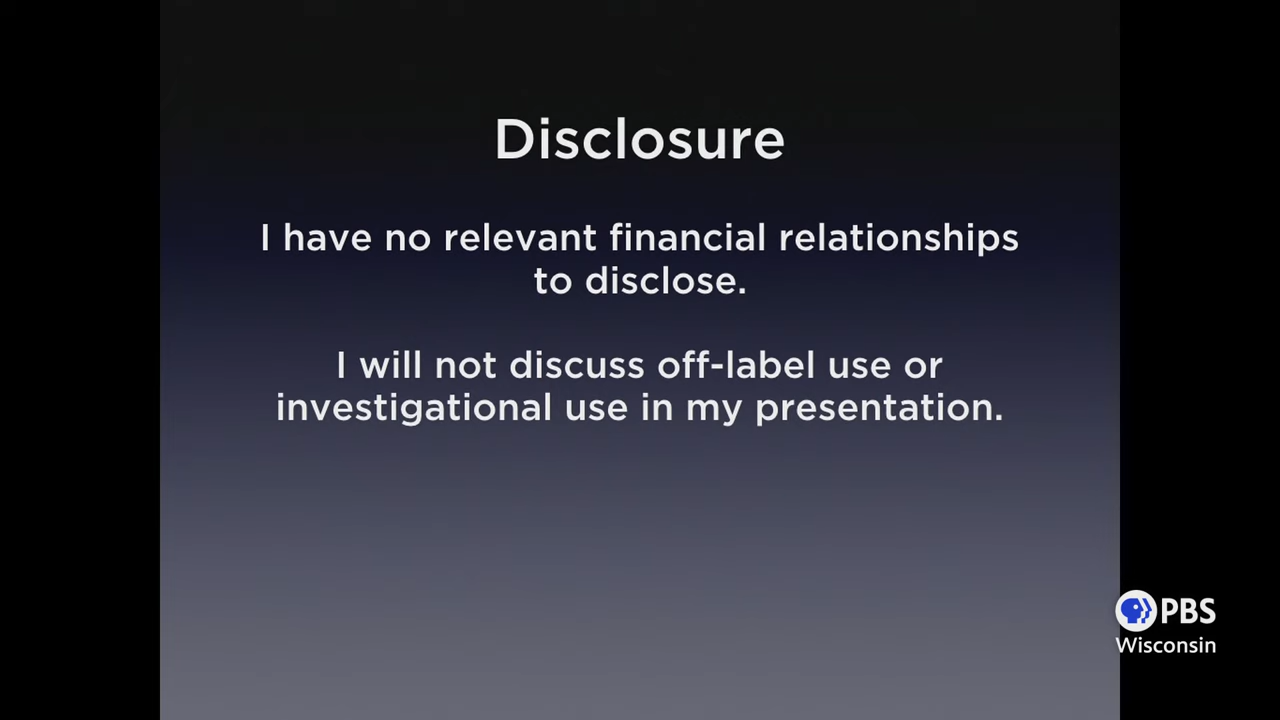 Disclosure
I have no relevant financial relationships
to disclose.
I will not discuss off-label use or
investigational use in my presentation.
PBS
Wisconsin